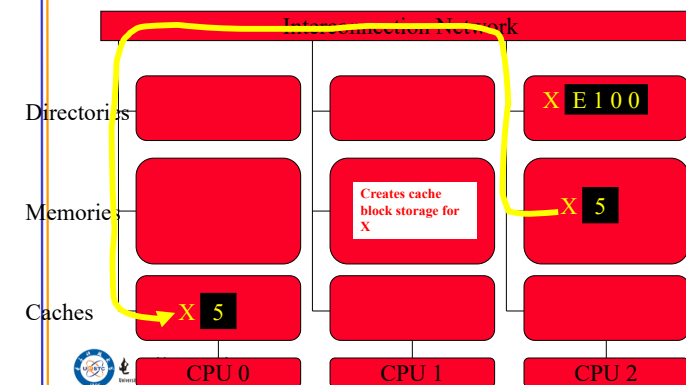 Interconnection Network
Directories
X E 1 0 0
Memories
Creates cache
block storage for
X
X 5
Caches
X 5
CPU 0
CPU 1
CPU 2